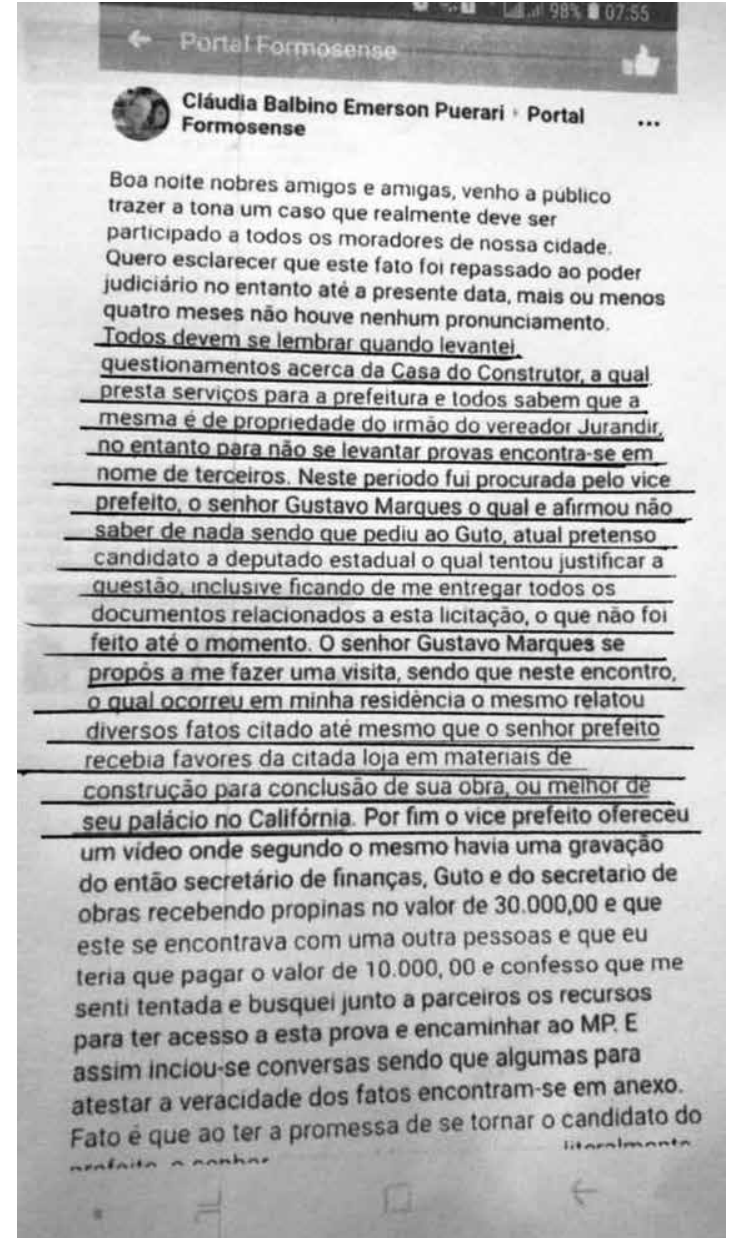 98% 07:55
Portal Formosense
Cláudia Balbino Emerson Puerari › Portal
Formosense
Boa noite nobres amigos e amigas, venho a público
trazer a tona um caso que realmente deve ser
participado a todos os moradores de nossa cidade.
Quero esclarecer que este fato foi repassado ao poder
judiciário no entanto até a presente data, mais ou menos
quatro meses não houve nenhum pronunciamento.
Todos devem se lembrar quando levantei
questionamentos acerca da Casa do Construtor, a qual
presta serviços para a prefeitura e todos sabem que a
mesma é de propriedade do irmão do vereador Jurandir,
no entanto para não se levantar provas encontra-se em
nome de terceiros. Neste periodo fui procurada pelo vice
prefeito, o senhor Gustavo Marques o qual e afirmou não
saber de nada sendo que pediu ao Guto, atual pretenso
candidato a deputado estadual o qual tentou justificar a
questão, inclusive ficando de me entregar todos os
documentos relacionados a esta licitação, o que não foi
feito até o momento. O senhor Gustavo Marques se
propôs a me fazer uma visita, sendo que neste encontro,
o qual ocorreu em minha residência o mesmo relatou
diversos fatos citado até mesmo que o senhor prefeito
recebia favores da citada loja em materiais de
construção para conclusão de sua obra, ou melhor de
seu palácio no Califórnia. Por fim o vice prefeito ofereceu
um vídeo onde segundo o mesmo havia uma gravação
do então secretário de finanças, Guto e do secretario de
obras recebendo propinas no valor de 30.000,00 e que
este se encontrava com uma outra pessoas e que eu
teria que pagar o valor de 10.000, 00 e confesso que me
senti tentada e busquei junto a parceiros os recursos
para ter acesso a esta prova e encaminhar ao MP. E
assim inciou-se conversas sendo que algumas para
atestar a veracidade dos fatos encontram-se em anexo.
Fato é que ao ter a promessa de se tornar o candidato do
prefeito o senhor literalmente